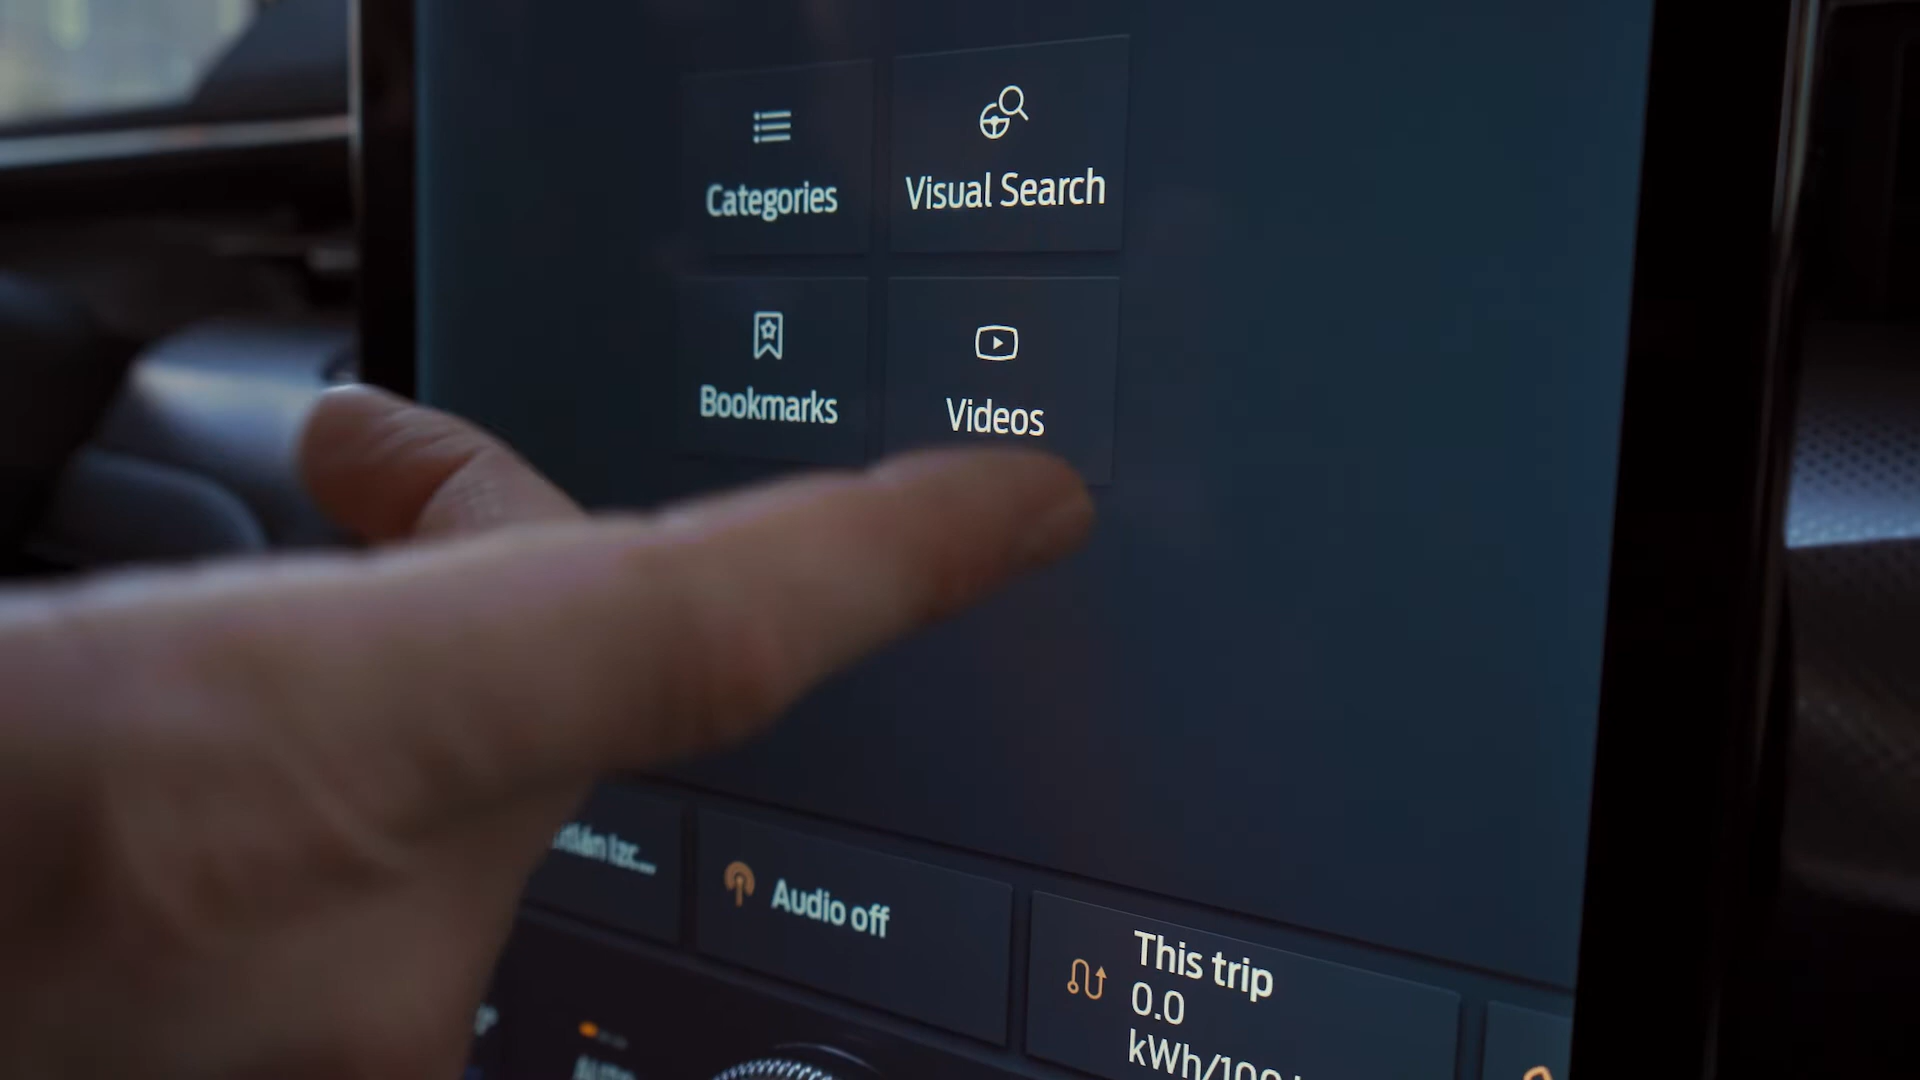 Categories
Visual Search
Bookmarks
Videos
Audio off
This trip
0.0